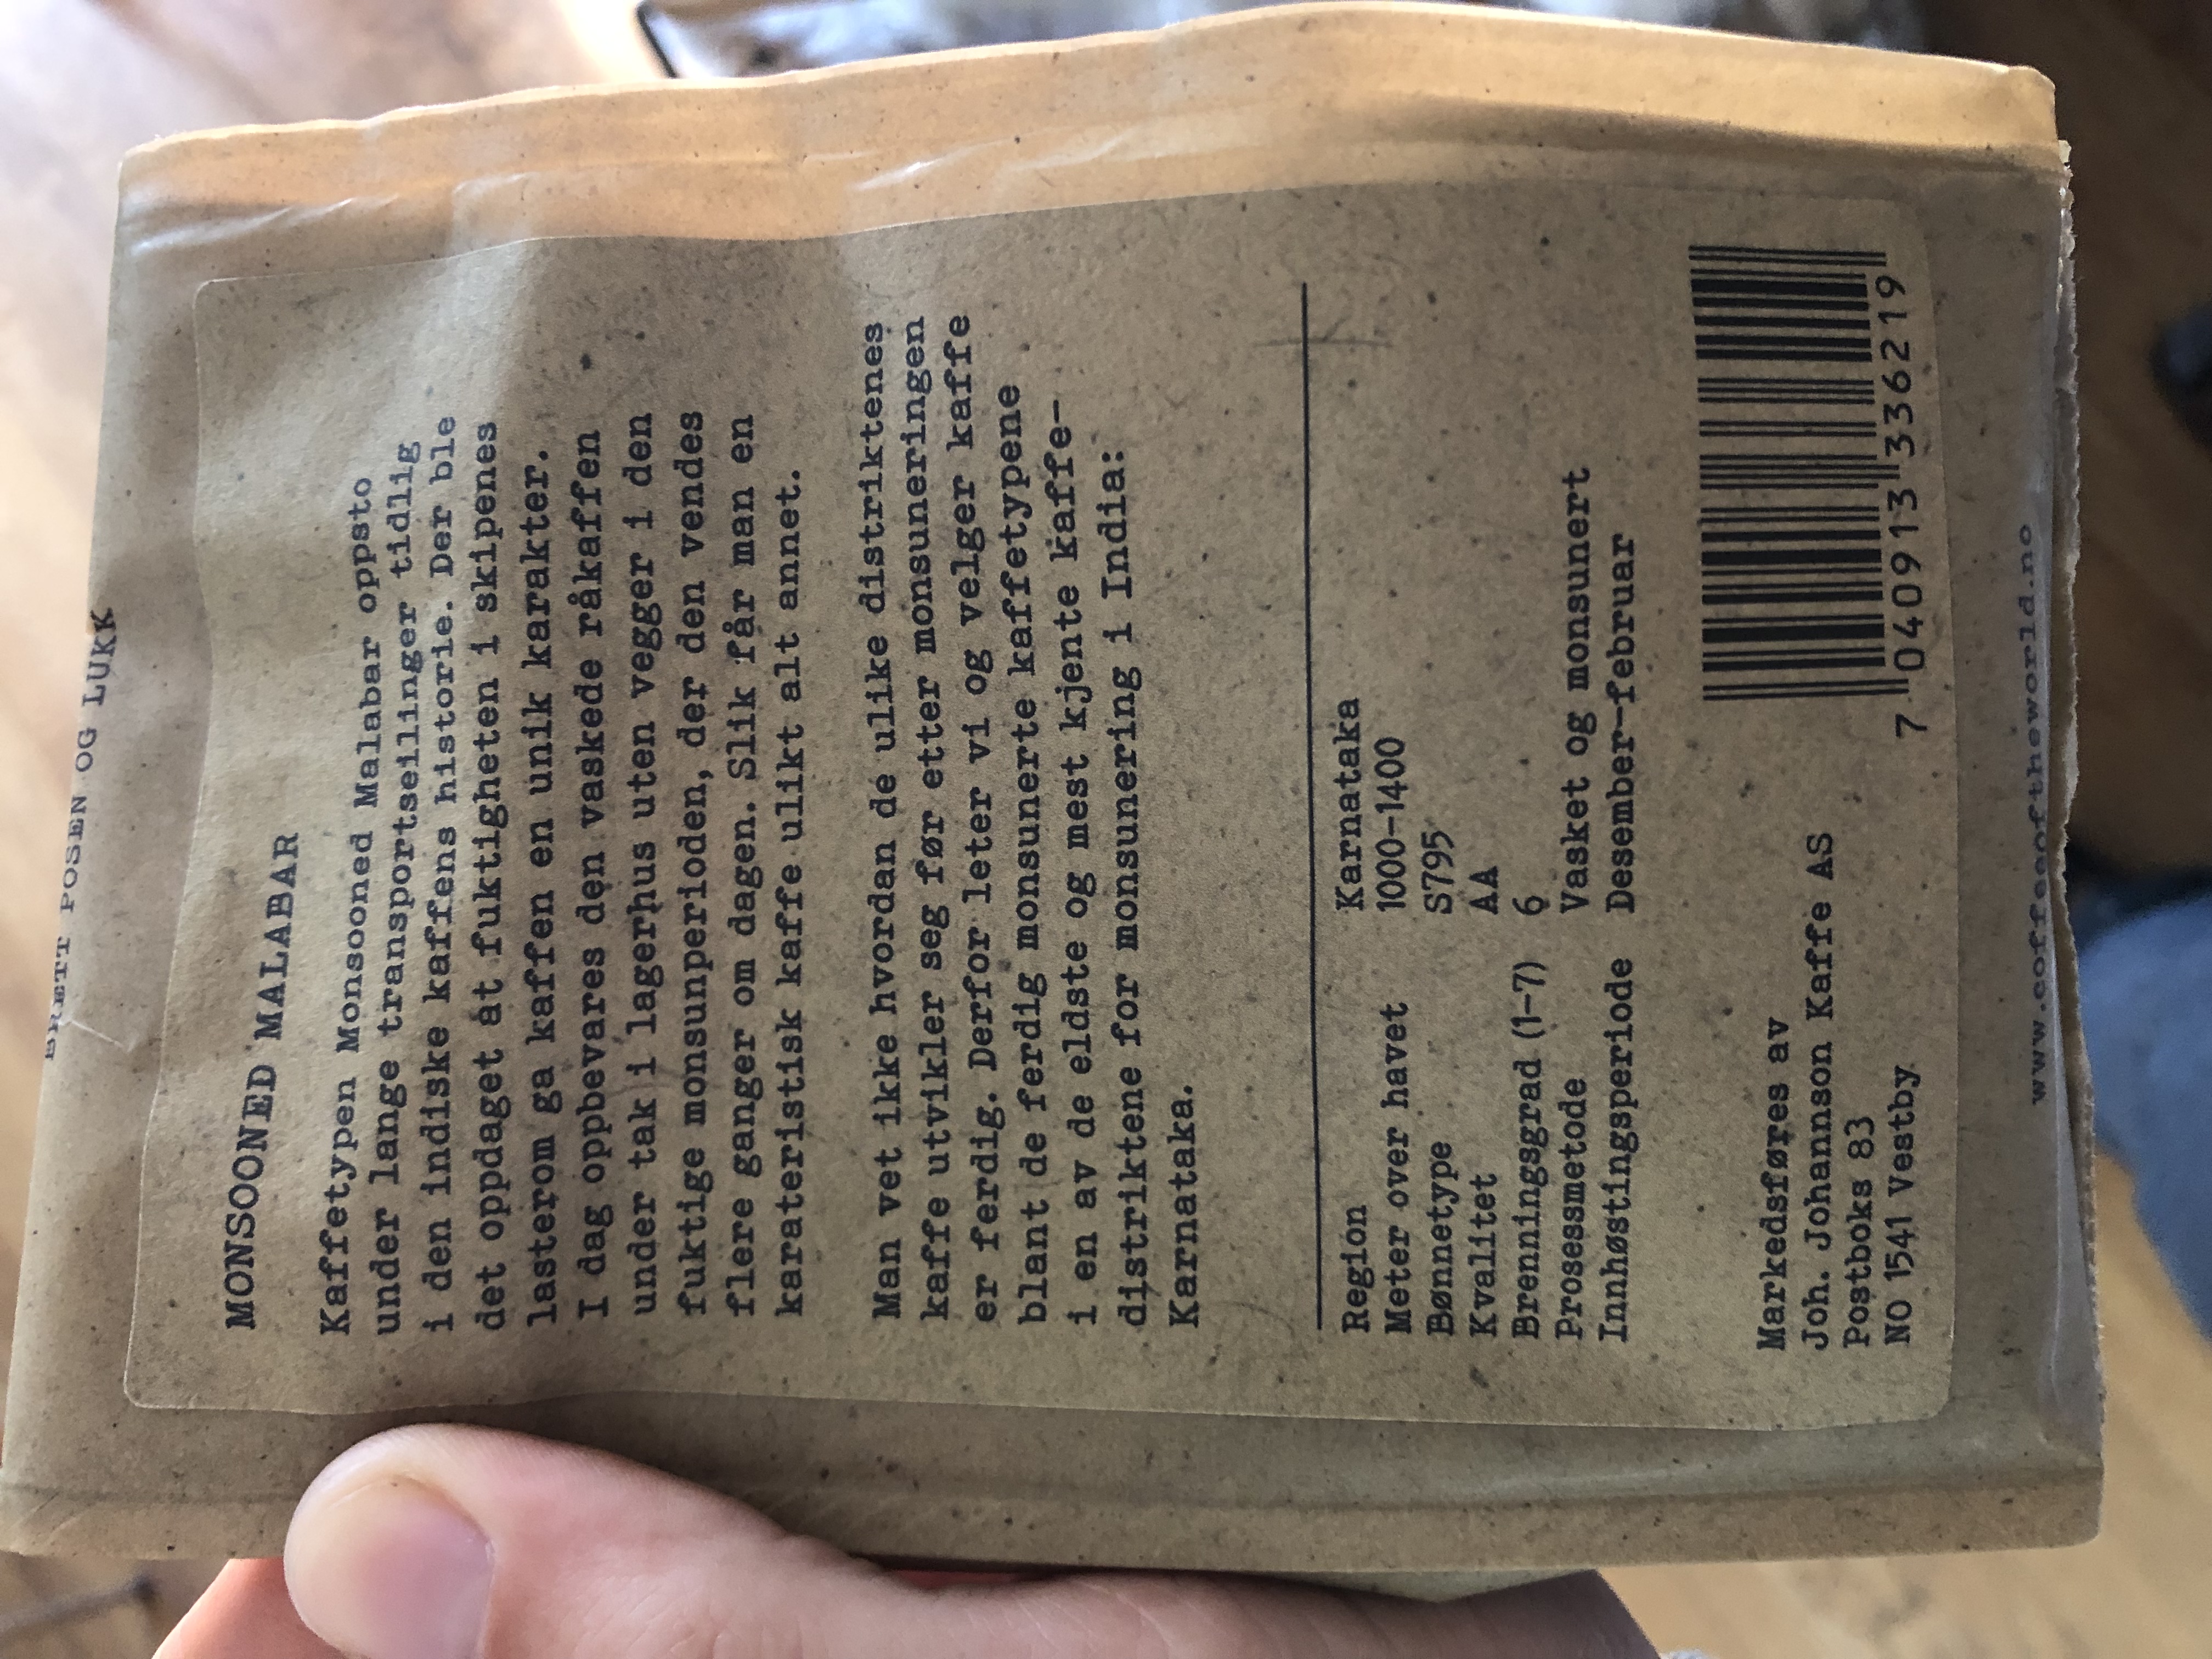 BRETT POSEN OG LUKK
MONSOONED MALABAR
Kaffetypen Monsooned Malabar oppsto
under lange transportseilinger tidlig
i den indiske kaffens historie. Der ble
det oppdaget at fuktigheten i skipenes
lasterom ga kaffen en unik karakter.
I dag oppbevares den vaskede råkaffen
under tak i lagerhus uten vegger i den
fuktige monsunperioden, der den vendes
flere ganger om dagen. Slik får man en
karateristisk kaffe ulikt alt annet.
Man vet ikke hvordan de ulike distriktenes
kaffe utvikler seg før etter monsuneringen
er ferdig. Derfor leter vi og velger kaffe
blant de ferdig monsunerte kaffetypene
i en av de eldste og mest kjente kaffe-
distriktene for monsunering i India:
Karnataka.
Region Karnataka
Meter over havet 1000-1400
Bønnetype S795
Kvalitet AA
Brenningsgrad (1-7) 6
Prosessmetode Vasket og monsunert
Innhøstingsperiode Desember-februar
Markedsføres av
Joh. Johannson Kaffe AS
Postboks 83
NO 1541 Vestby
7 040913 336219
www.coffeeoftheworld.no